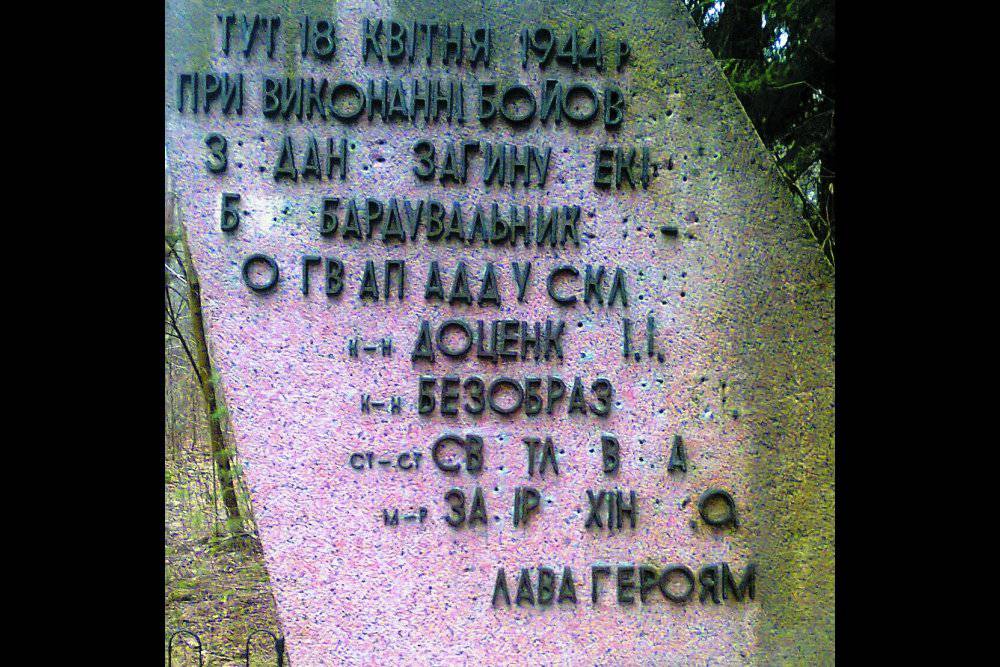 ТУТ 18 КВІТНЯ 1944 Р
ПРИ ВИКОНАННІ БОЙОВ
З ДАН ЗАГИНУ ЕКІ
Б БАРДУВАЛЬНИК
О ГВ АП АДД У СКЛ
К-Н ДОЦЕНК І.І.
К-Н БЕЗОБРАЗ
СТ-СТ СВ ТЛ В А
М-Р ЗА ІР ХІН О
ЛАВА ГЕРОЯМ